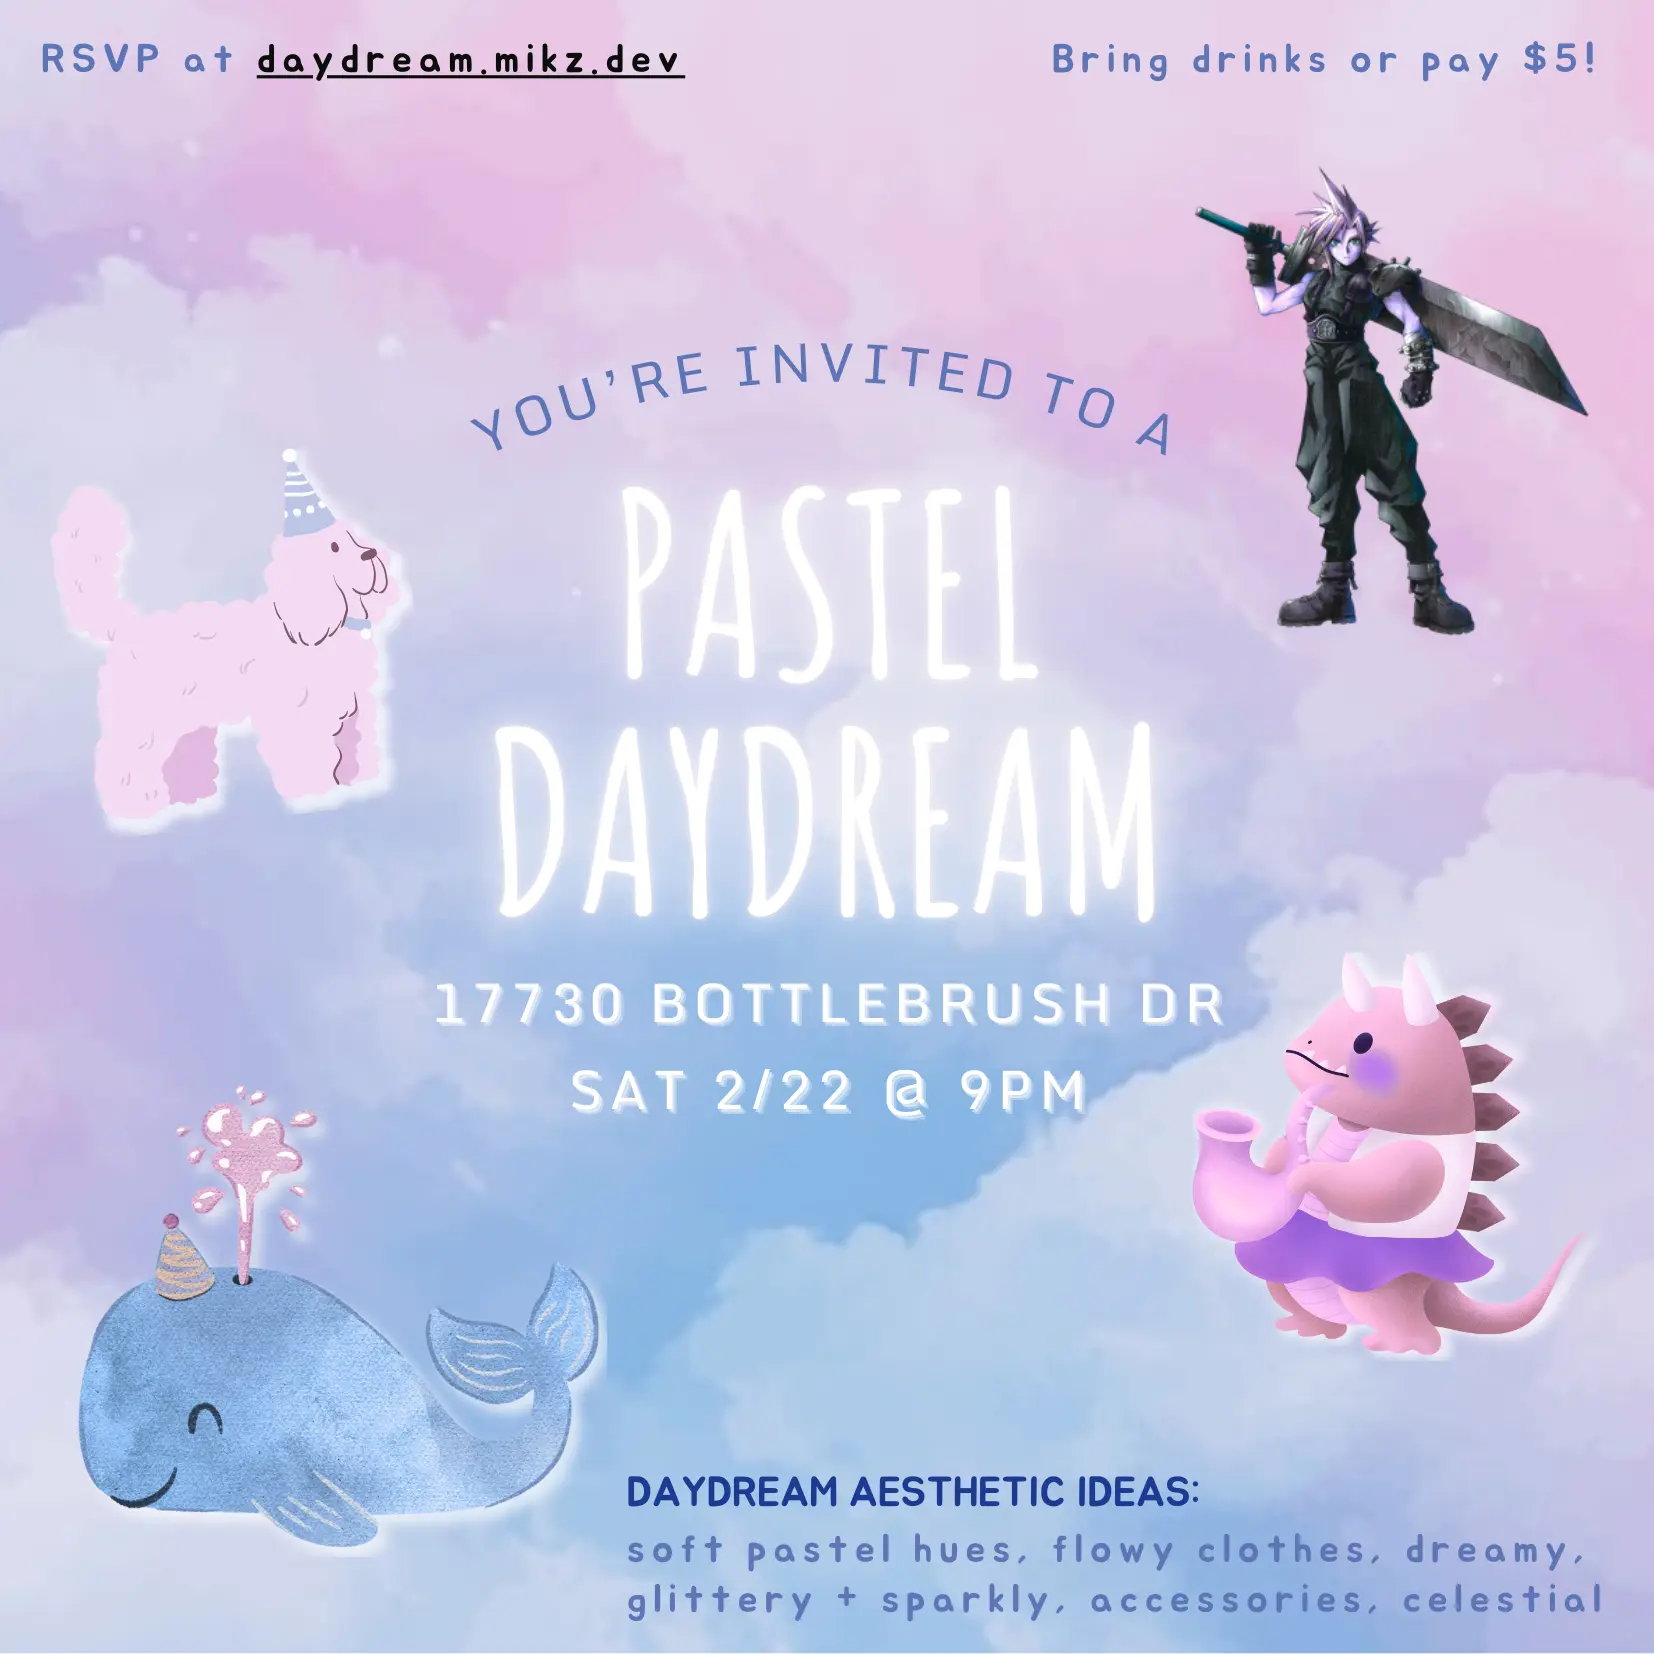 RSVP at daydream.mikz.dev
Bring drinks or pay $5!
YOU'RE INVITED TO A
PASTEL
DAYDREAM
17730 BOTTLEBRUSH DR
SAT 2/22 @ 9PM
DAYDREAM AESTHETIC IDEAS:
soft pastel hues, flowy clothes, dreamy,
glittery + sparkly, accessories, celestial